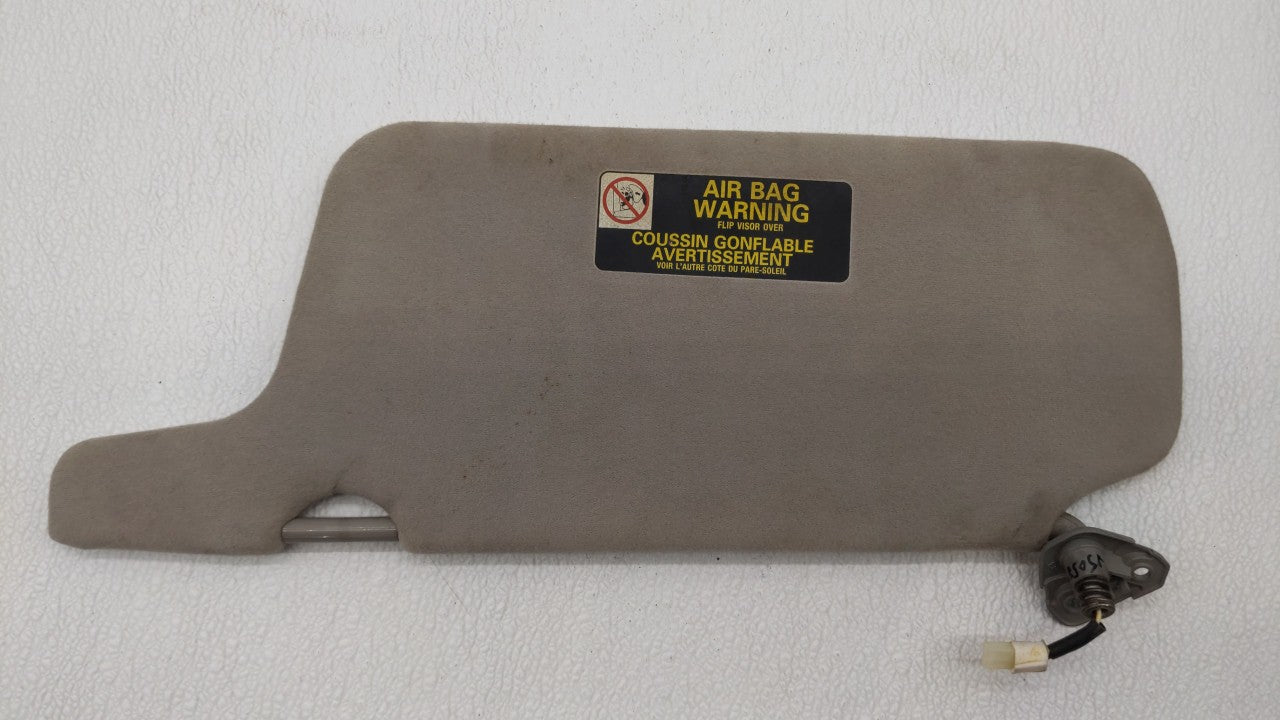 AIR BAG
WARNING
FLIP VISOR OVER
COUSSIN GONFLABLE
AVERTISSEMENT
VOIR L'AUTRE COTE DU PARE-SOLEIL